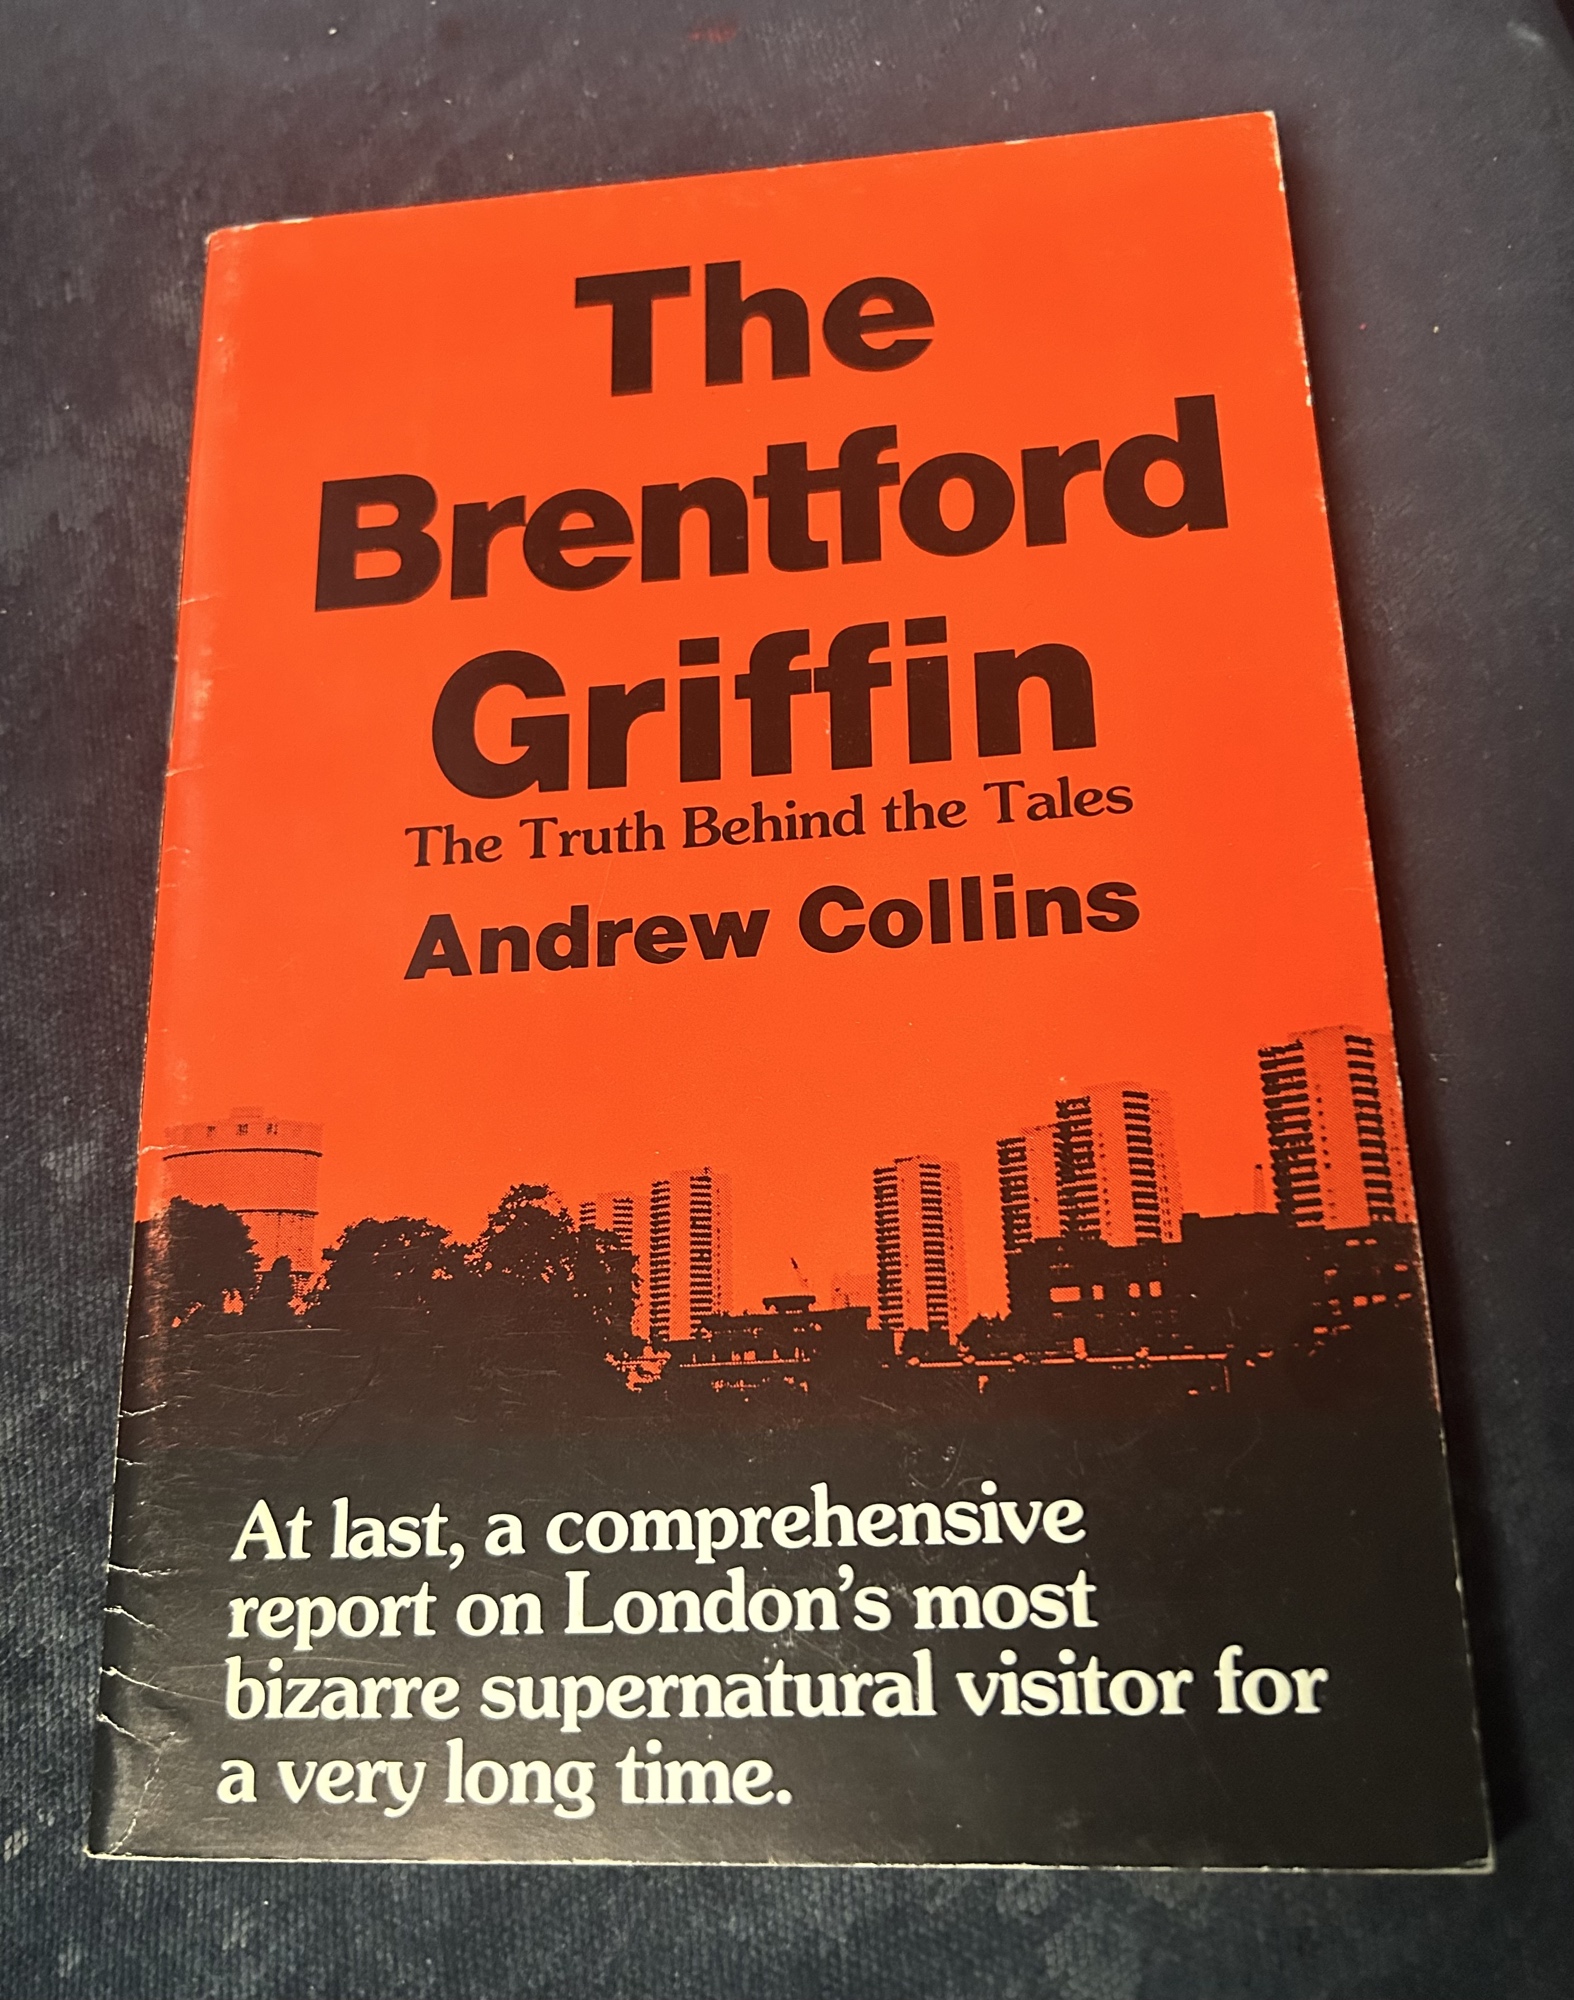 The
Brentford
Griffin
The Truth Behind the Tales
Andrew Collins
At last, a comprehensive
report on London’s most
bizarre supernatural visitor for
a very long time.